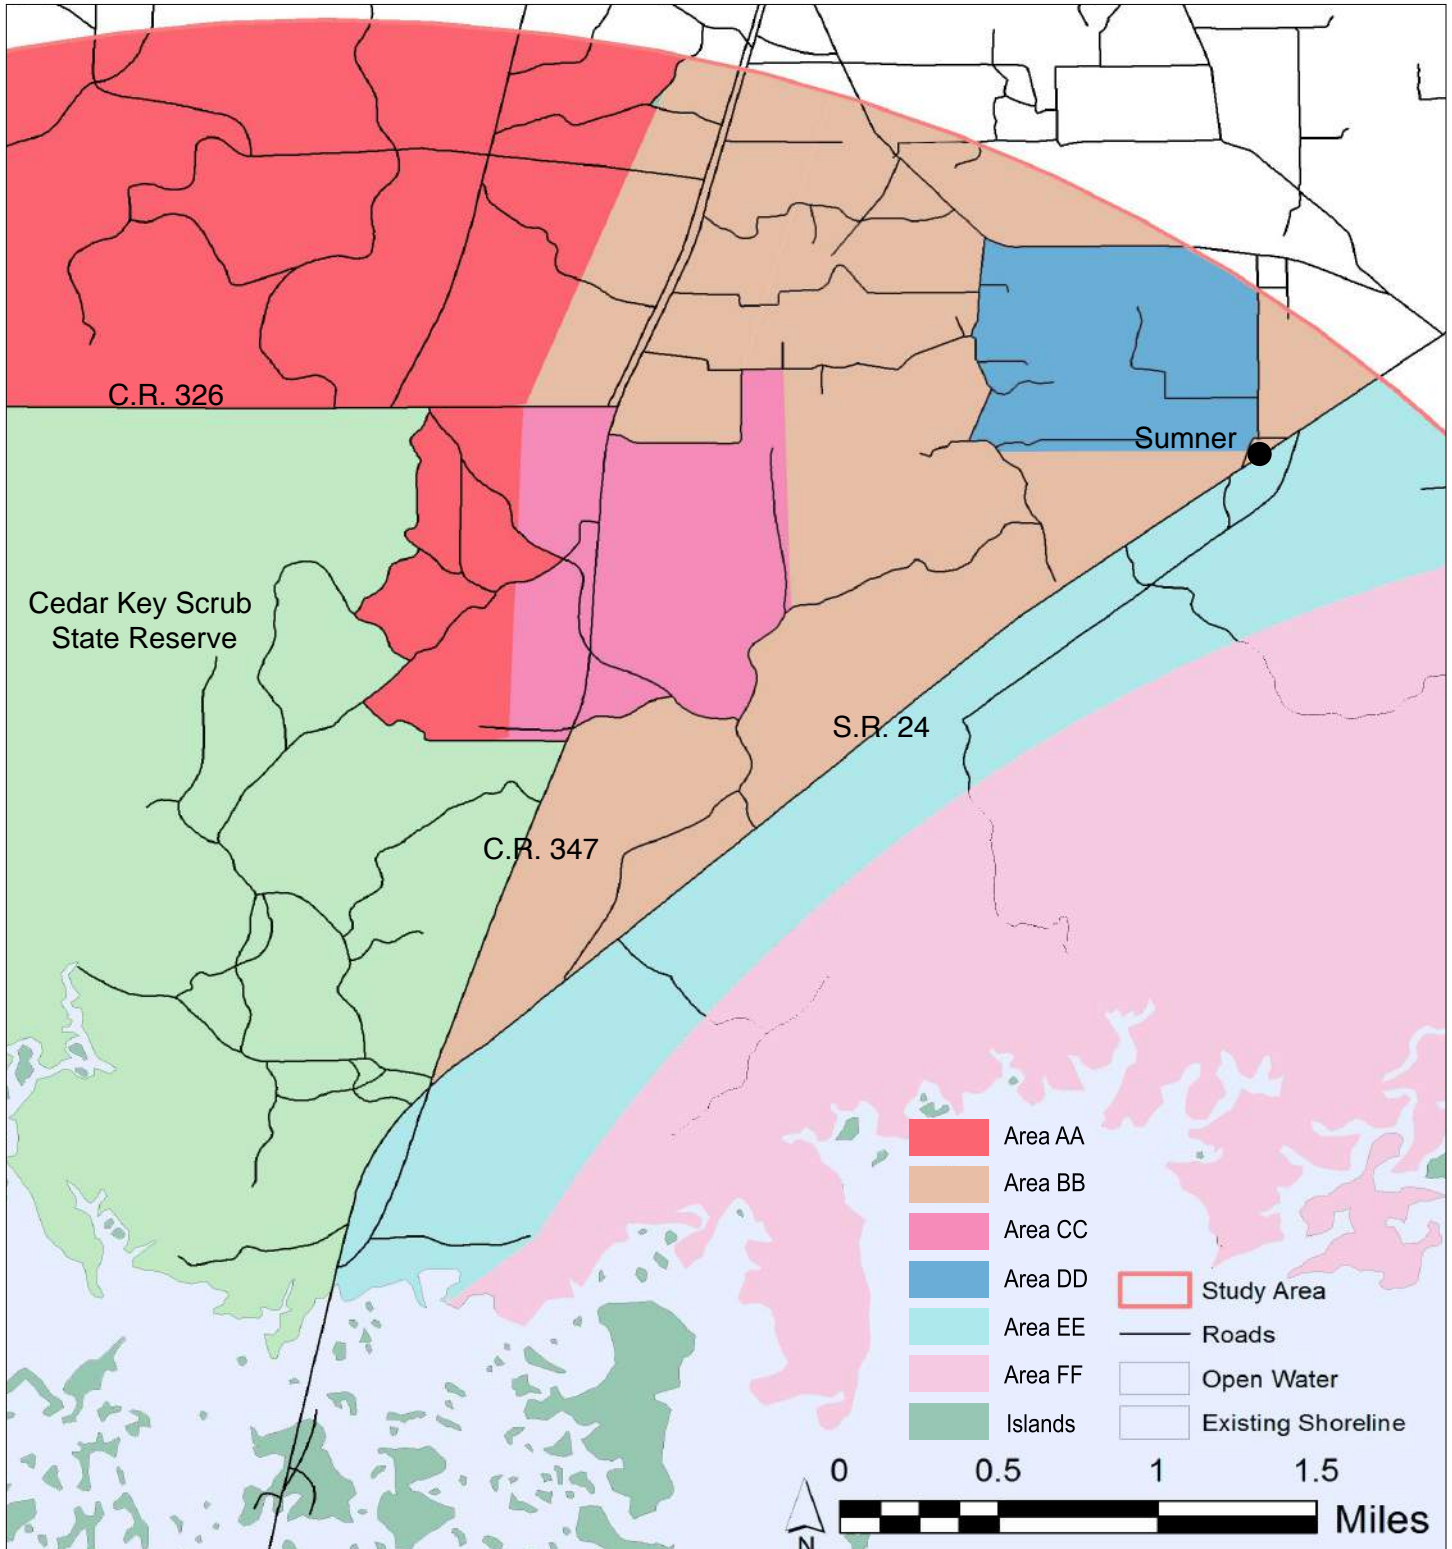 C.R. 326
Sumner
Cedar Key Scrub
State Reserve
S.R. 24
C.R. 347
Area AA
Area BB
Area CC
Area DD
Area EE
Area FF
Islands
Study Area
Roads
Open Water
Existing Shoreline
0 0.5 1 1.5
Miles
N